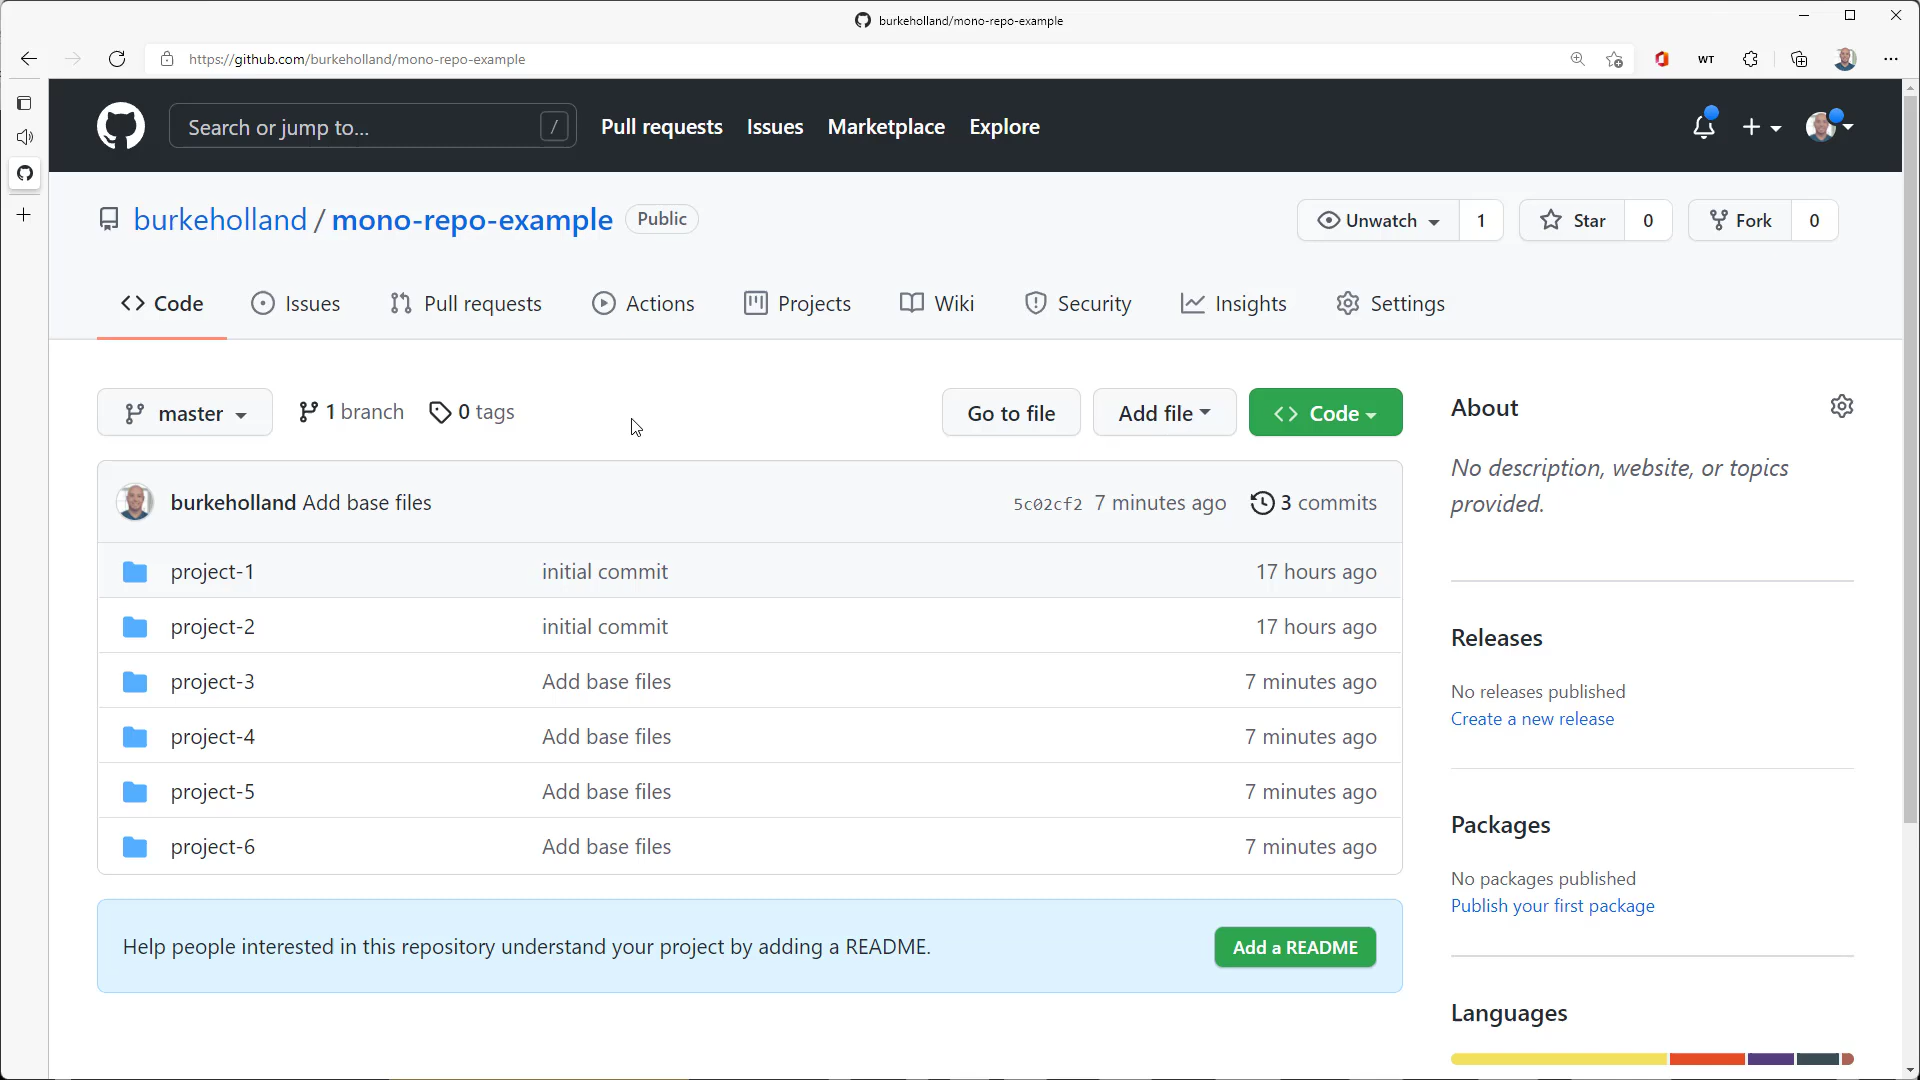 burkeholland/mono-repo-example
https://github.com/burkeholland/mono-repo-example
WT
Search or jump to...
/
Pull requests
Issues
Marketplace
Explore
burkeholland / mono-repo-example
Public
Unwatch
1
Star
0
Fork
0
Code
Issues
Pull requests
Actions
Projects
Wiki
Security
Insights
Settings
master
1 branch
0 tags
Go to file
Add file
Code
burkeholland Add base files
5c02cf2 7 minutes ago
3 commits
project-1 initial commit 17 hours ago
project-2 initial commit 17 hours ago
project-3 Add base files 7 minutes ago
project-4 Add base files 7 minutes ago
project-5 Add base files 7 minutes ago
project-6 Add base files 7 minutes ago
Help people interested in this repository understand your project by adding a README.
Add a README
About
No description, website, or topics
provided.
Releases
No releases published
Create a new release
Packages
No packages published
Publish your first package
Languages